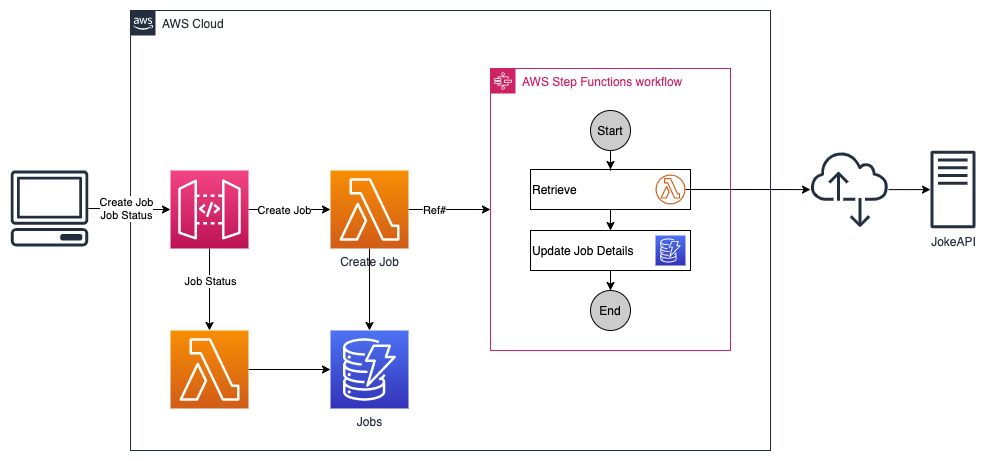 aws
AWS Cloud
AWS Step Functions workflow
Start
Retrieve
Create Job
Job Status
</>
Create Job
Ref#
Update Job Details
JokeAPI
Create Job
Job Status
End
Jobs